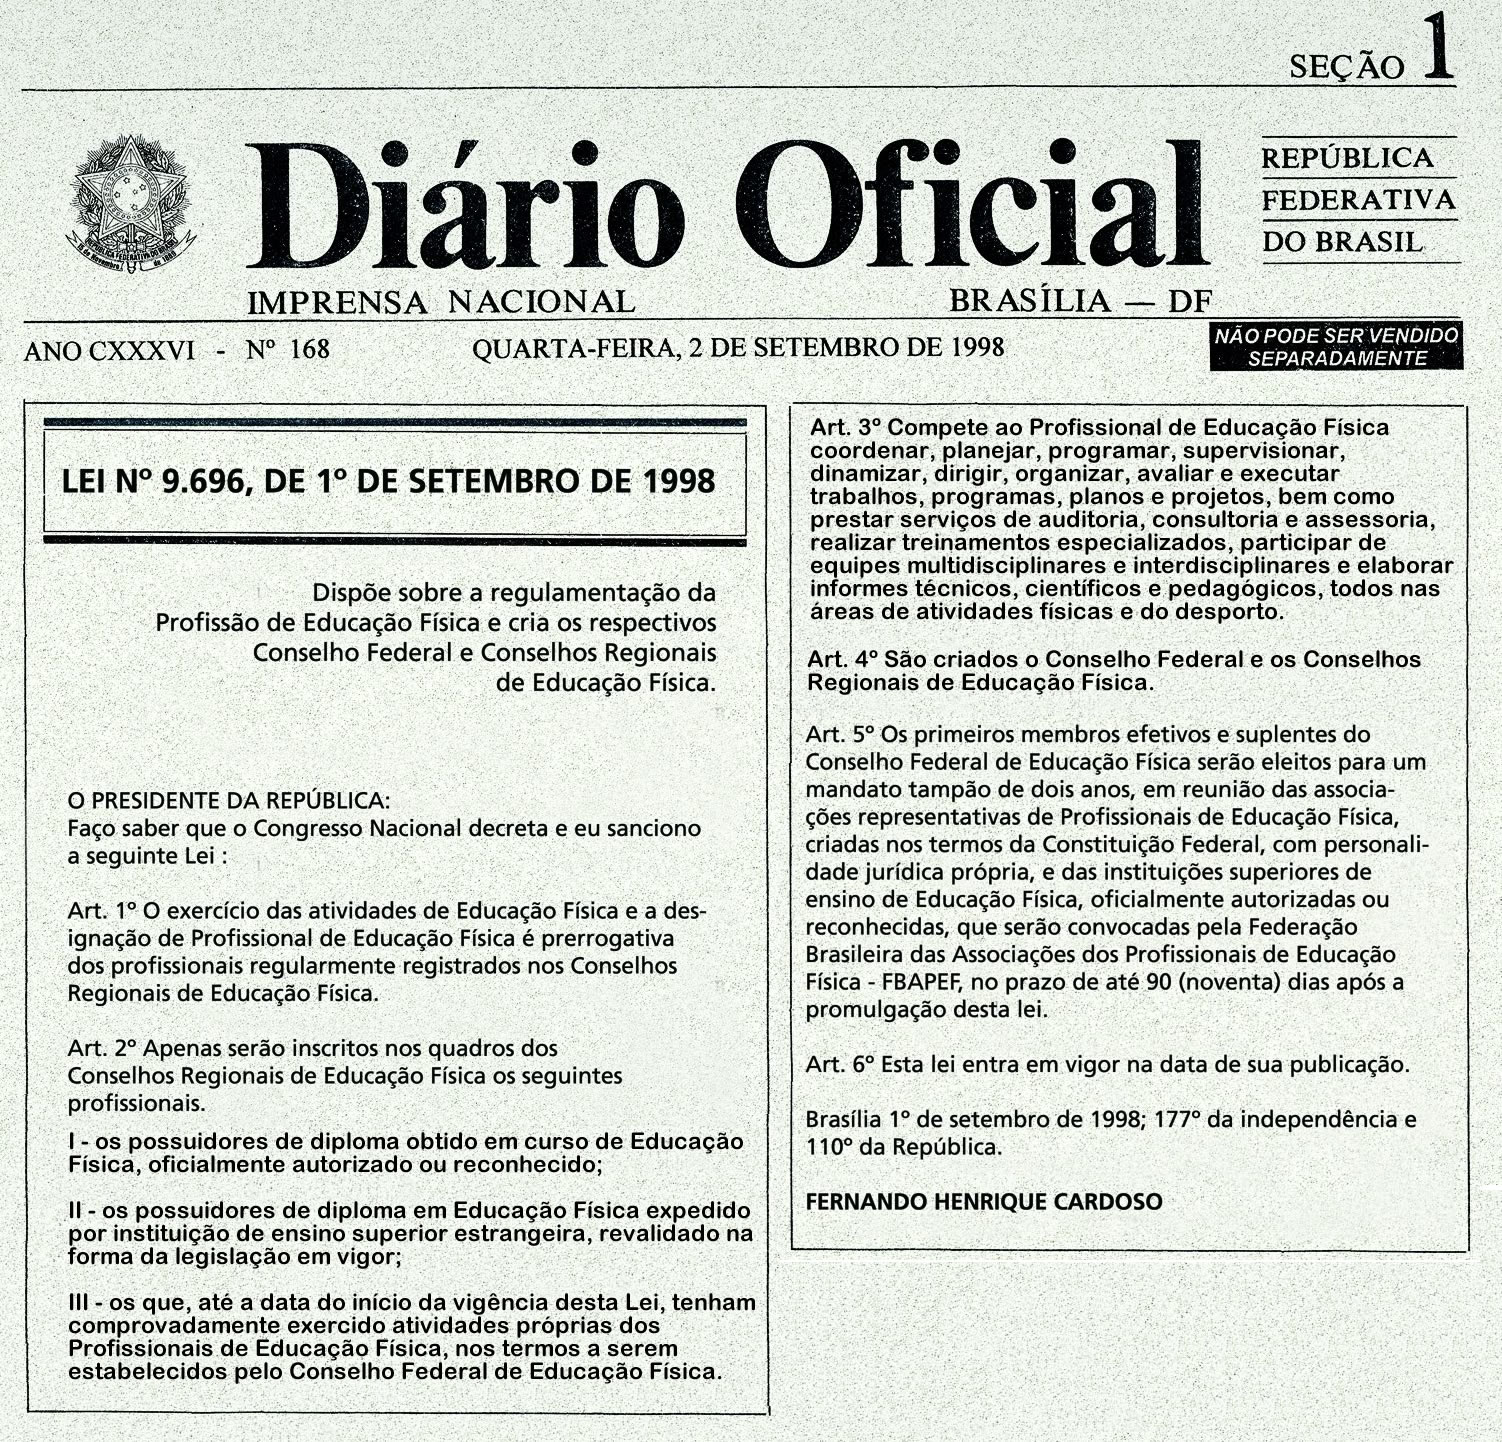 SEÇÃO 1
Diário Oficial
REPÚBLICA
FEDERATIVA
DO BRASIL
REPÚBLICA FEDERATIVA DO BRASIL
15 de Novembro de 1889
IMPRENSA NACIONAL BRASÍLIA — DF
ANO CXXXVI - Nº 168 QUARTA-FEIRA, 2 DE SETEMBRO DE 1998
NÃO PODE SER VENDIDO
SEPARADAMENTE
LEI Nº 9.696, DE 1º DE SETEMBRO DE 1998
Dispõe sobre a regulamentação da
Profissão de Educação Física e cria os respectivos
Conselho Federal e Conselhos Regionais
de Educação Física.
O PRESIDENTE DA REPÚBLICA:
Faço saber que o Congresso Nacional decreta e eu sanciono
a seguinte Lei :
Art. 1º O exercício das atividades de Educação Física e a des-
ignação de Profissional de Educação Física é prerrogativa
dos profissionais regularmente registrados nos Conselhos
Regionais de Educação Física.
Art. 2º Apenas serão inscritos nos quadros dos
Conselhos Regionais de Educação Física os seguintes
profissionais.
I - os possuidores de diploma obtido em curso de Educação
Física, oficialmente autorizado ou reconhecido;
II - os possuidores de diploma em Educação Física expedido
por instituição de ensino superior estrangeira, revalidado na
forma da legislação em vigor;
III - os que, até a data do início da vigência desta Lei, tenham
comprovadamente exercido atividades próprias dos
Profissionais de Educação Física, nos termos a serem
estabelecidos pelo Conselho Federal de Educação Física.
Art. 3º Compete ao Profissional de Educação Física
coordenar, planejar, programar, supervisionar,
dinamizar, dirigir, organizar, avaliar e executar
trabalhos, programas, planos e projetos, bem como
prestar serviços de auditoria, consultoria e assessoria,
realizar treinamentos especializados, participar de
equipes multidisciplinares e interdisciplinares e elaborar
informes técnicos, científicos e pedagógicos, todos nas
áreas de atividades físicas e do desporto.
Art. 4º São criados o Conselho Federal e os Conselhos
Regionais de Educação Física.
Art. 5º Os primeiros membros efetivos e suplentes do
Conselho Federal de Educação Física serão eleitos para um
mandato tampão de dois anos, em reunião das associa-
ções representativas de Profissionais de Educação Física,
criadas nos termos da Constituição Federal, com personali-
dade jurídica própria, e das instituições superiores de
ensino de Educação Física, oficialmente autorizadas ou
reconhecidas, que serão convocadas pela Federação
Brasileira das Associações dos Profissionais de Educação
Física - FBAPEF, no prazo de até 90 (noventa) dias após a
promulgação desta lei.
Art. 6º Esta lei entra em vigor na data de sua publicação.
Brasília 1º de setembro de 1998; 177º da independência e
110º da República.
FERNANDO HENRIQUE CARDOSO